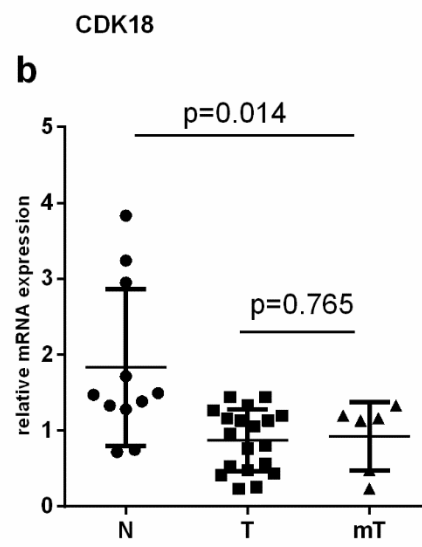 CDK18
b
p=0.014
p=0.765
relative mRNA expression
5
4
3
2
1
0
N T mT